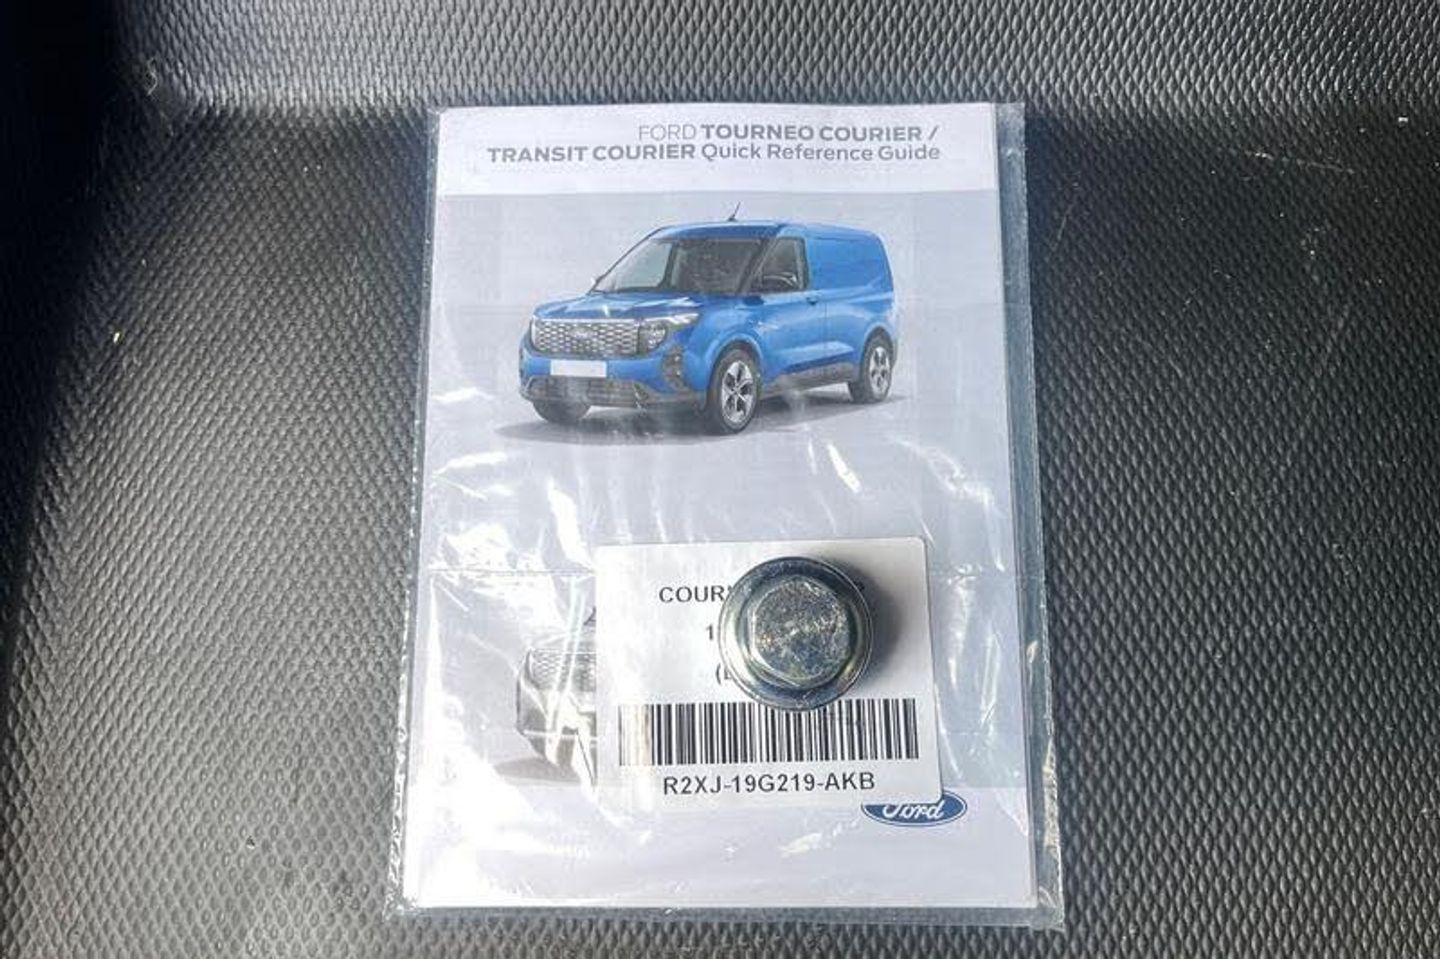 FORD TOURNEO COURIER /
TRANSIT COURIER Quick Reference Guide
R2XJ-19G219-AKB
Ford